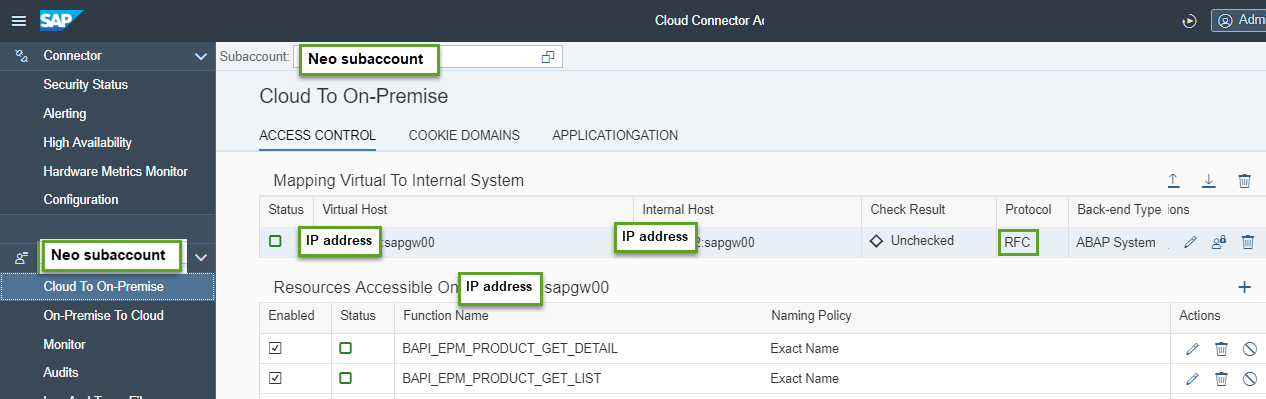 SAP
Cloud Connector Ad
Admi
Connector
Security Status
Alerting
High Availability
Hardware Metrics Monitor
Configuration
Neo subaccount
Cloud To On-Premise
On-Premise To Cloud
Monitor
Audits
Subaccount: Neo subaccount
Cloud To On-Premise
ACCESS CONTROL COOKIE DOMAINS APPLICATIONGATION
Mapping Virtual To Internal System
Status Virtual Host Internal Host Check Result Protocol Back-end Type ions
IP address :sapgw00 IP address 2:sapgw00 Unchecked RFC ABAP System
Resources Accessible On IP address :sapgw00
Enabled Status Function Name Naming Policy Actions
BAPI_EPM_PRODUCT_GET_DETAIL Exact Name
BAPI_EPM_PRODUCT_GET_LIST Exact Name